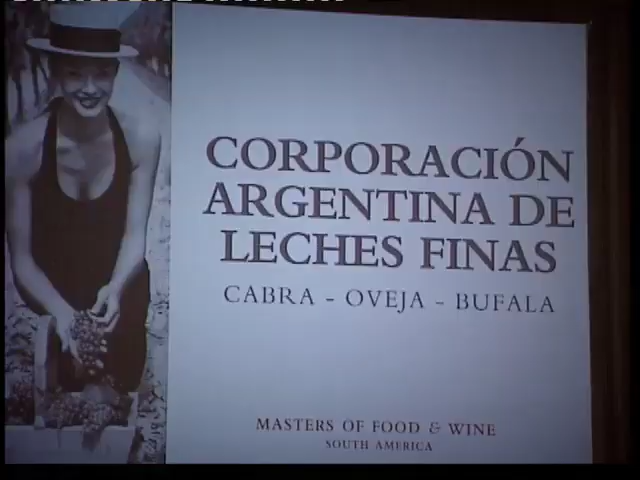 CORPORACIÓN
ARGENTINA DE
LECHES FINAS
CABRA - OVEJA - BUFALA
MASTERS OF FOOD & WINE
SOUTH AMERICA